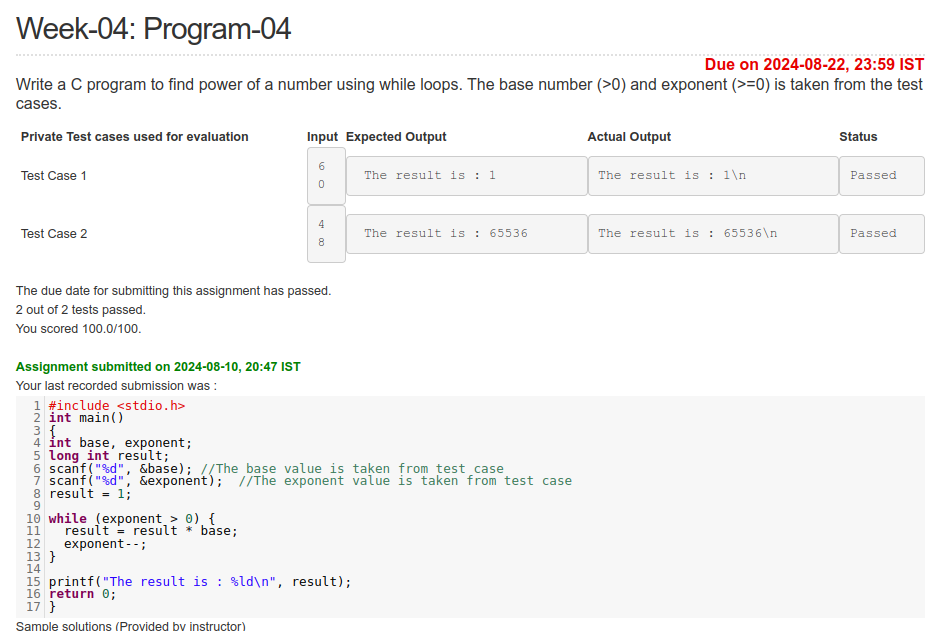 Week-04: Program-04
Due on 2024-08-22, 23:59 IST
Write a C program to find power of a number using while loops. The base number (>0) and exponent (>=0) is taken from the test
cases.
Private Test cases used for evaluation Input Expected Output Actual Output Status
Test Case 1
6
0
The result is : 1
The result is : 1\n
Passed
Test Case 2
4
8
The result is : 65536
The result is : 65536\n
Passed
The due date for submitting this assignment has passed.
2 out of 2 tests passed.
You scored 100.0/100.
Assignment submitted on 2024-08-10, 20:47 IST
Your last recorded submission was :
1 #include <stdio.h>
2 int main()
3 {
4 int base, exponent;
5 long int result;
6 scanf("%d", &base); //The base value is taken from test case
7 scanf("%d", &exponent);  //The exponent value is taken from test case
8 result = 1;
9
10 while (exponent > 0) {
11   result = result * base;
12   exponent--;
13 }
14
15 printf("The result is : %ld\n", result);
16 return 0;
17 }
Sample solutions (Provided by instructor)